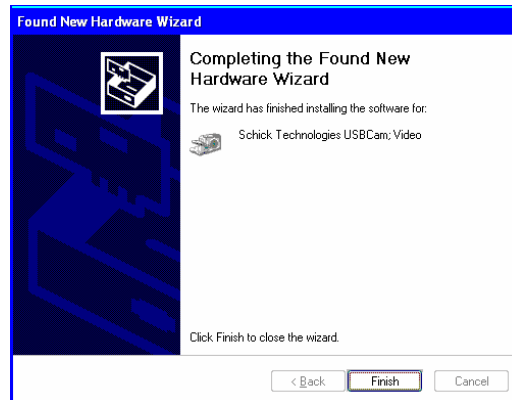 Found New Hardware Wizard
Completing the Found New
Hardware Wizard
The wizard has finished installing the software for:
Schick Technologies USBCam; Video
Click Finish to close the wizard.
< Back
Finish
Cancel